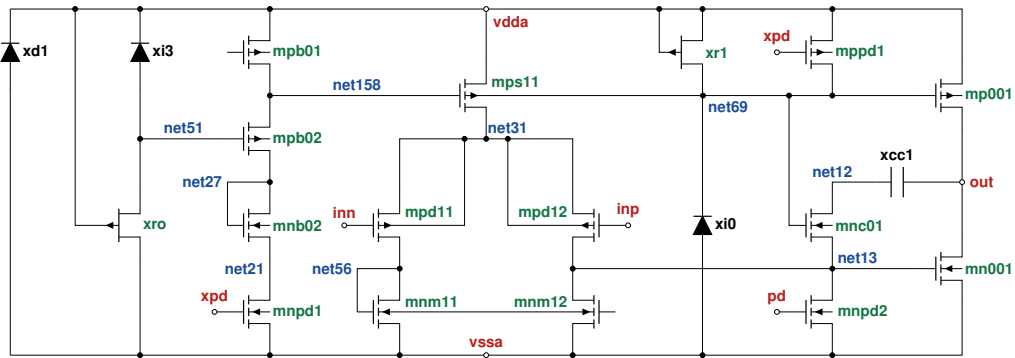 vdda
xd1
xi3
mpb01
xr1
xpd
mppd1
net158
mps11
mp001
net69
net51
mpb02
net31
xcc1
net27
net12
out
inn
mpd11
mpd12
inp
xro
mnb02
xi0
mnc01
net21
net56
net13
mn001
xpd
mnm11
mnm12
pd
mnpd1
mnpd2
vssa